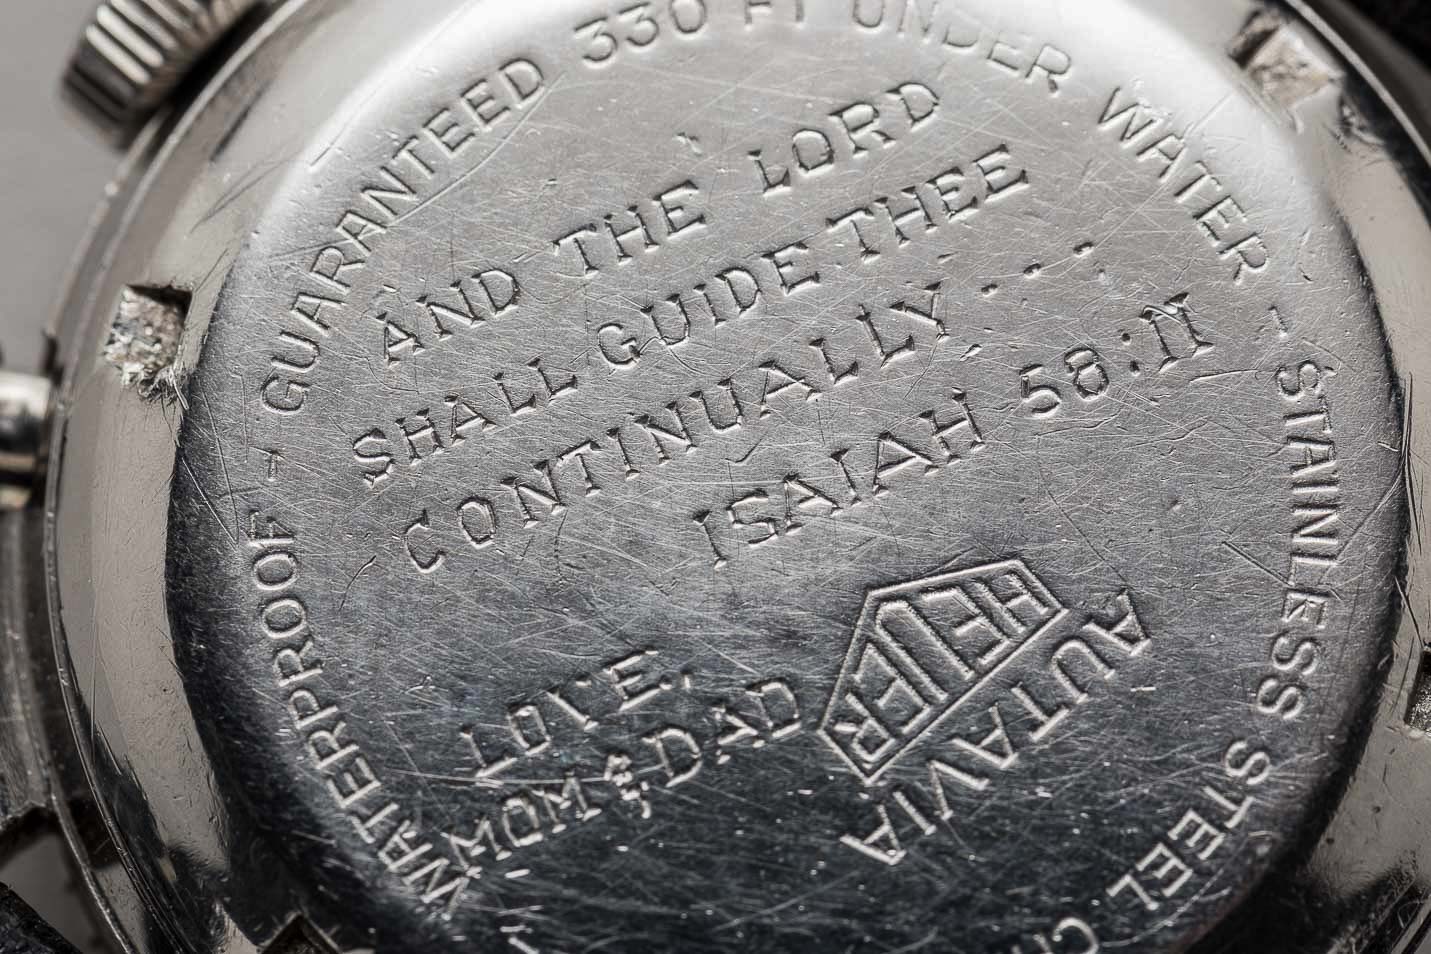 GUARANTEED 330 FT UNDER WATER - STAINLESS STEEL
WATERPROOF -
AND THE LORD
SHALL GUIDE THEE
CONTINUALLY....
ISAIAH 58:11
LOVE,
MOM & DAD
HEUER
AUTAVIA